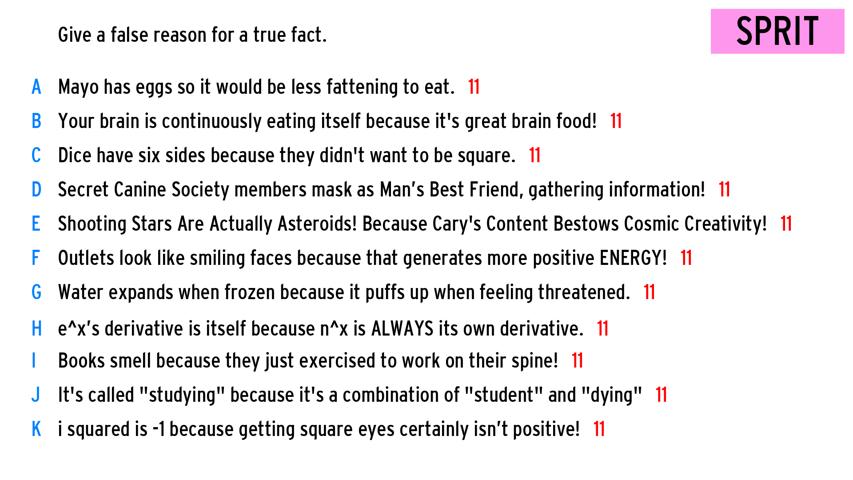 Give a false reason for a true fact.
SPRIT
A Mayo has eggs so it would be less fattening to eat. 11
B Your brain is continuously eating itself because it's great brain food! 11
C Dice have six sides because they didn't want to be square. 11
D Secret Canine Society members mask as Man’s Best Friend, gathering information! 11
E Shooting Stars Are Actually Asteroids! Because Cary's Content Bestows Cosmic Creativity! 11
F Outlets look like smiling faces because that generates more positive ENERGY! 11
G Water expands when frozen because it puffs up when feeling threatened. 11
H e^x’s derivative is itself because n^x is ALWAYS its own derivative. 11
I Books smell because they just exercised to work on their spine! 11
J It's called "studying" because it's a combination of "student" and "dying" 11
K i squared is -1 because getting square eyes certainly isn’t positive! 11